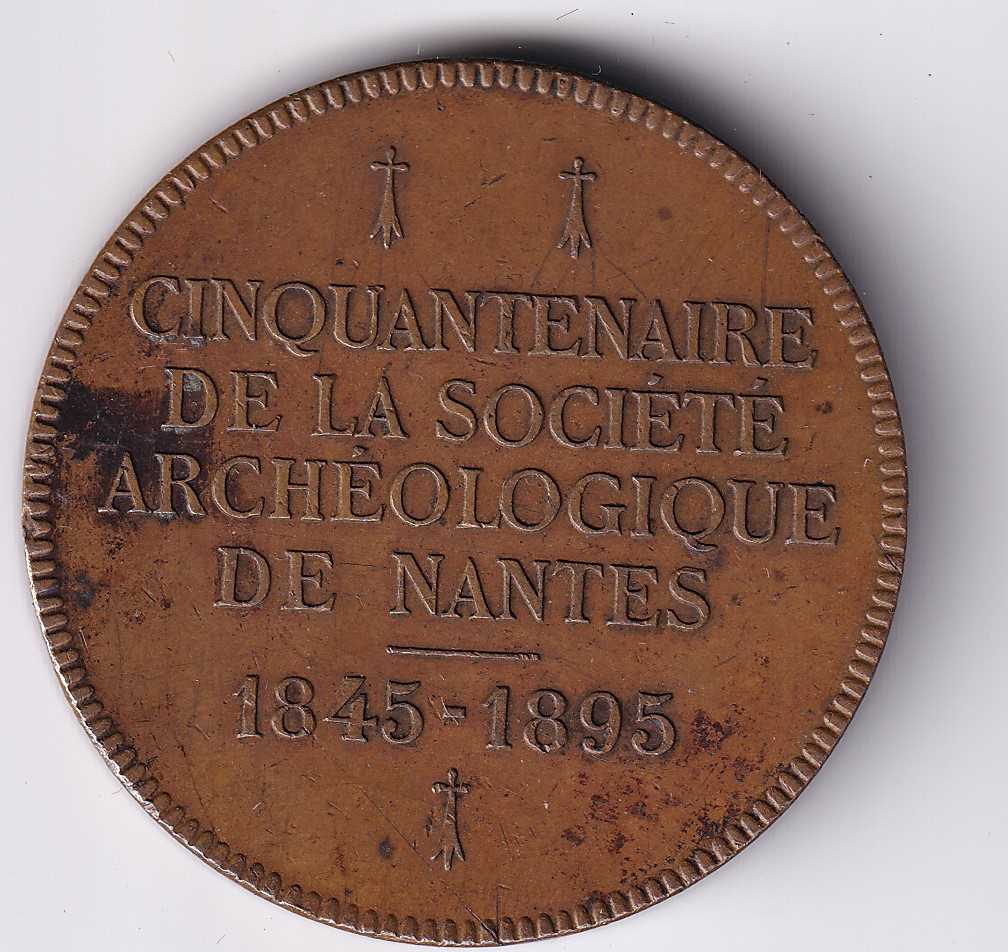 CINQUANTENAIRE
DE LA SOCIÉTÉ
ARCHÉOLOGIQUE
DE NANTES
1845-1895